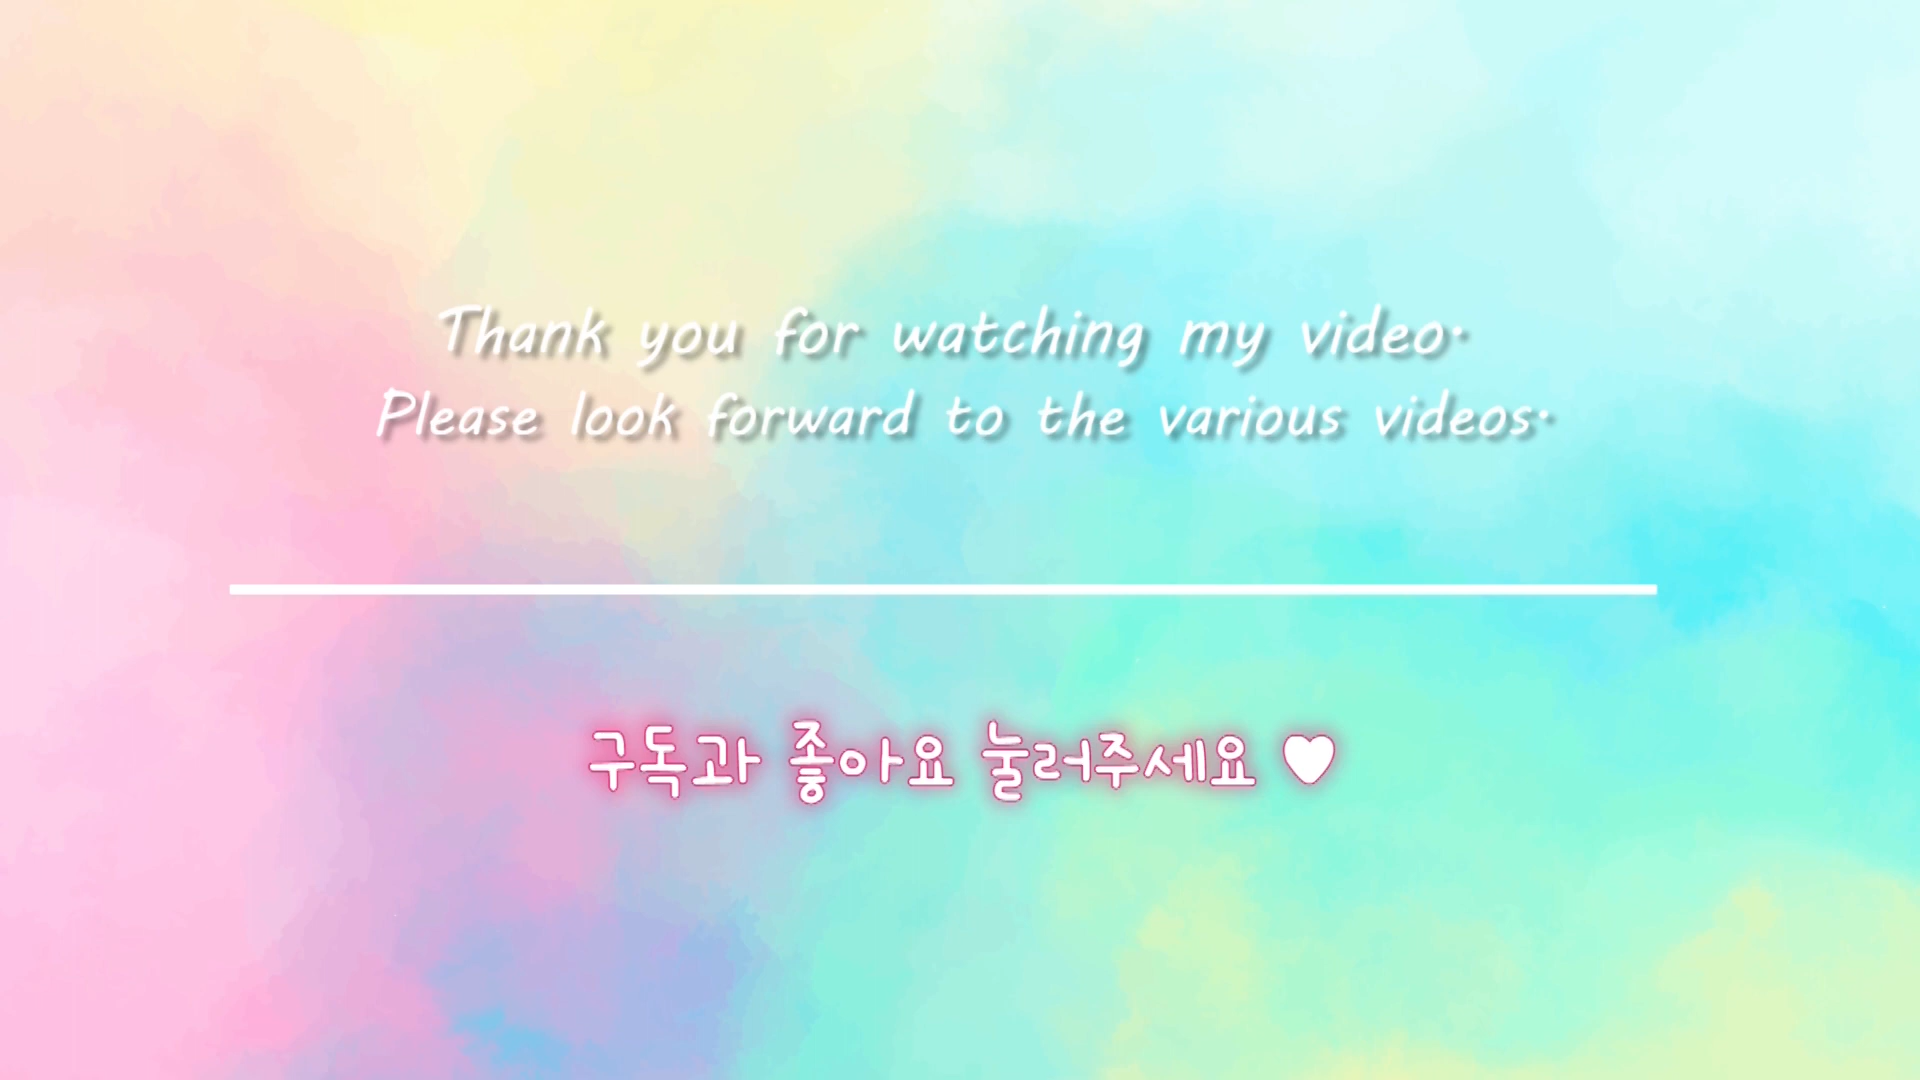 Thank you for watching my video.
Please look forward to the various videos.
구독과 좋아요 눌러주세요 ♥